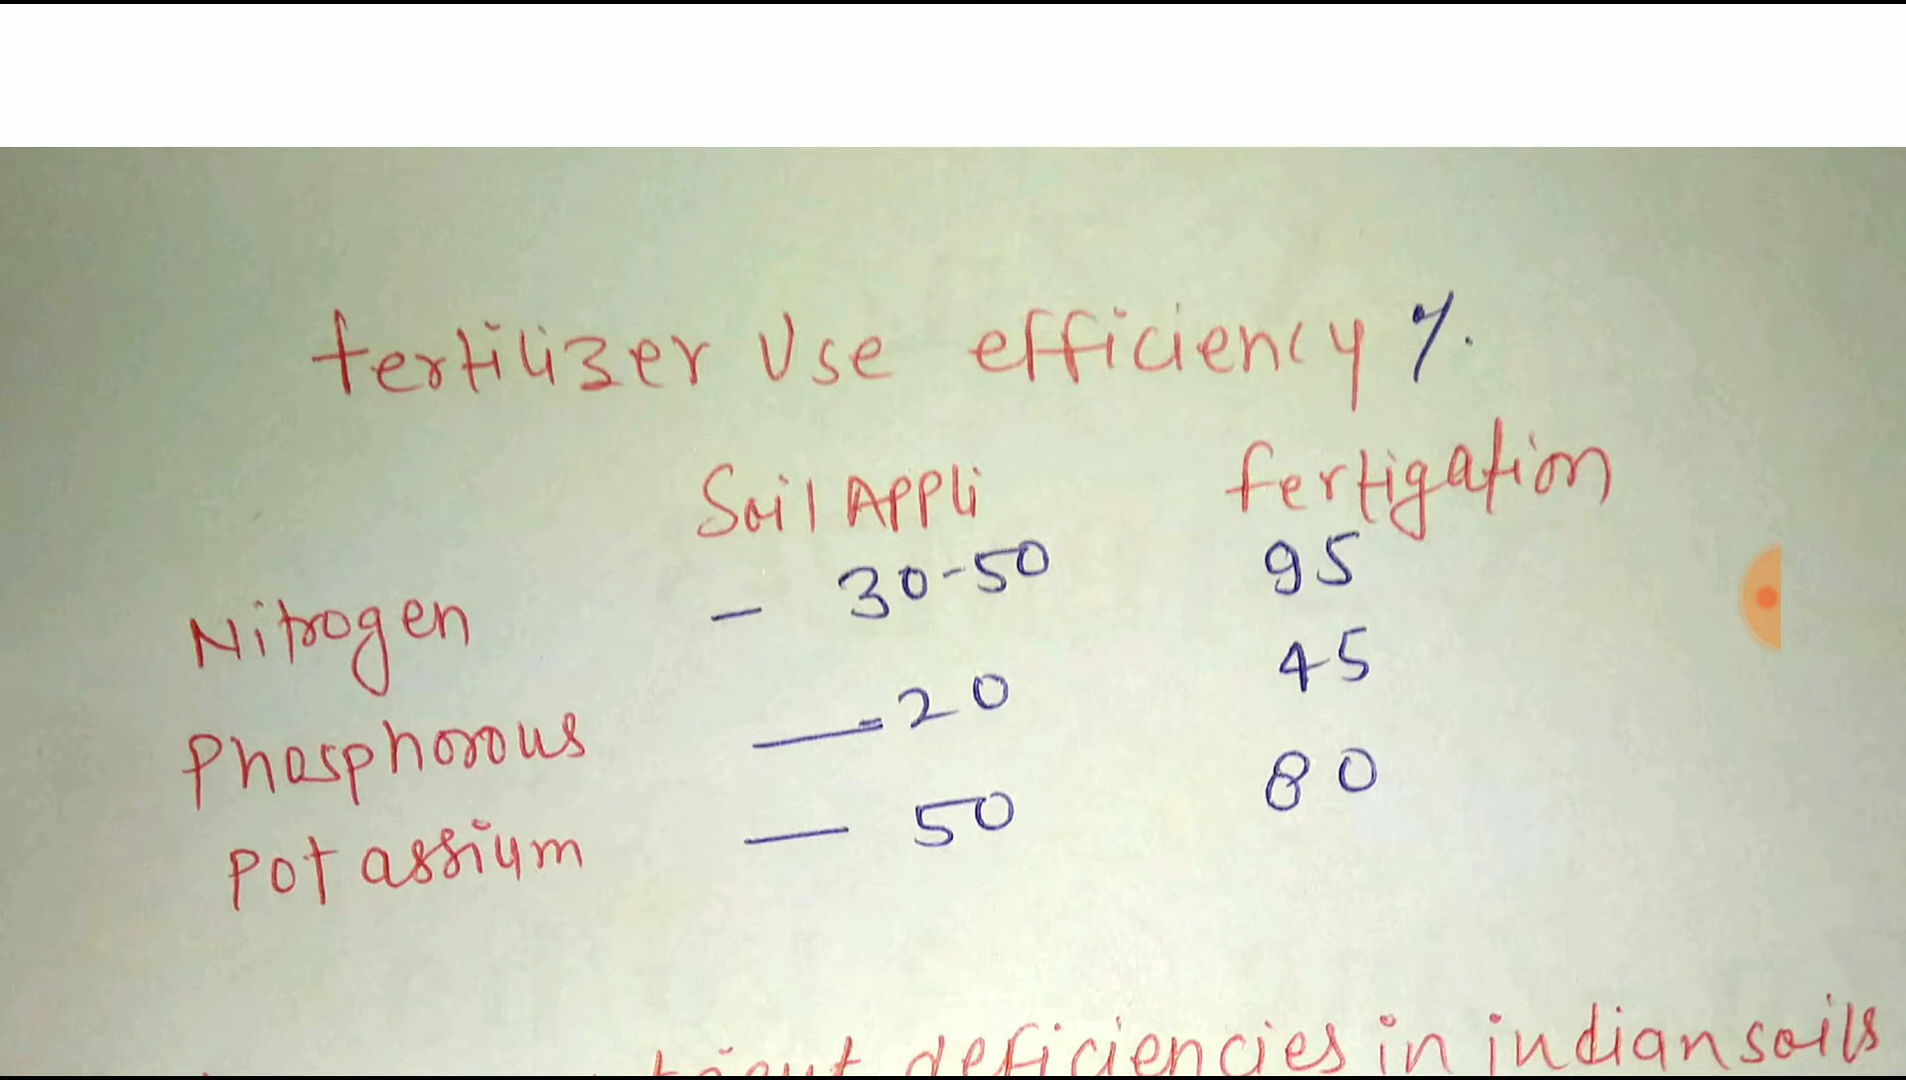 fertilizer Use efficiency %
Soil Appli fertigation
Nitrogen - 30-50 95
Phosphorous - 20 45
Potassium - 50 80
deficiencies in indian soils